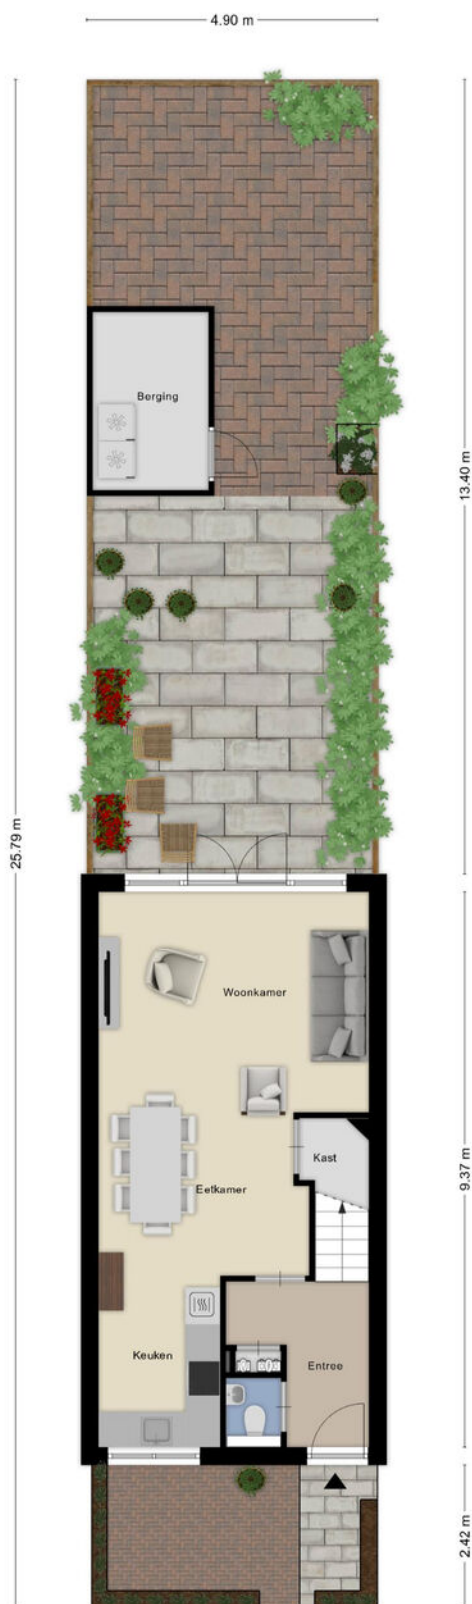 4.90 m
Berging
13.40 m
25.79 m
Woonkamer
Kast
9.37 m
Eetkamer
Keuken
Entree
2.42 m